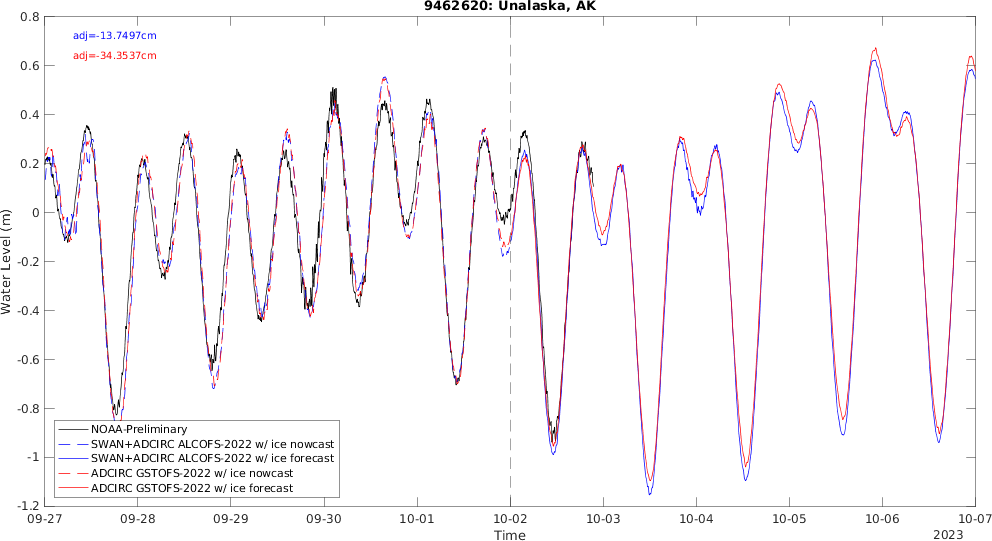 9462620: Unalaska, AK
adj=-13.7497cm
adj=-34.3537cm
Water Level (m)
0.8
0.6
0.4
0.2
0
-0.2
-0.4
-0.6
-0.8
-1
-1.2
NOAA-Preliminary
SWAN+ADCIRC ALCOFS-2022 w/ ice nowcast
SWAN+ADCIRC ALCOFS-2022 w/ ice forecast
ADCIRC GSTOFS-2022 w/ ice nowcast
ADCIRC GSTOFS-2022 w/ ice forecast
09-27 09-28 09-29 09-30 10-01 10-02 10-03 10-04 10-05 10-06 10-07
Time
2023